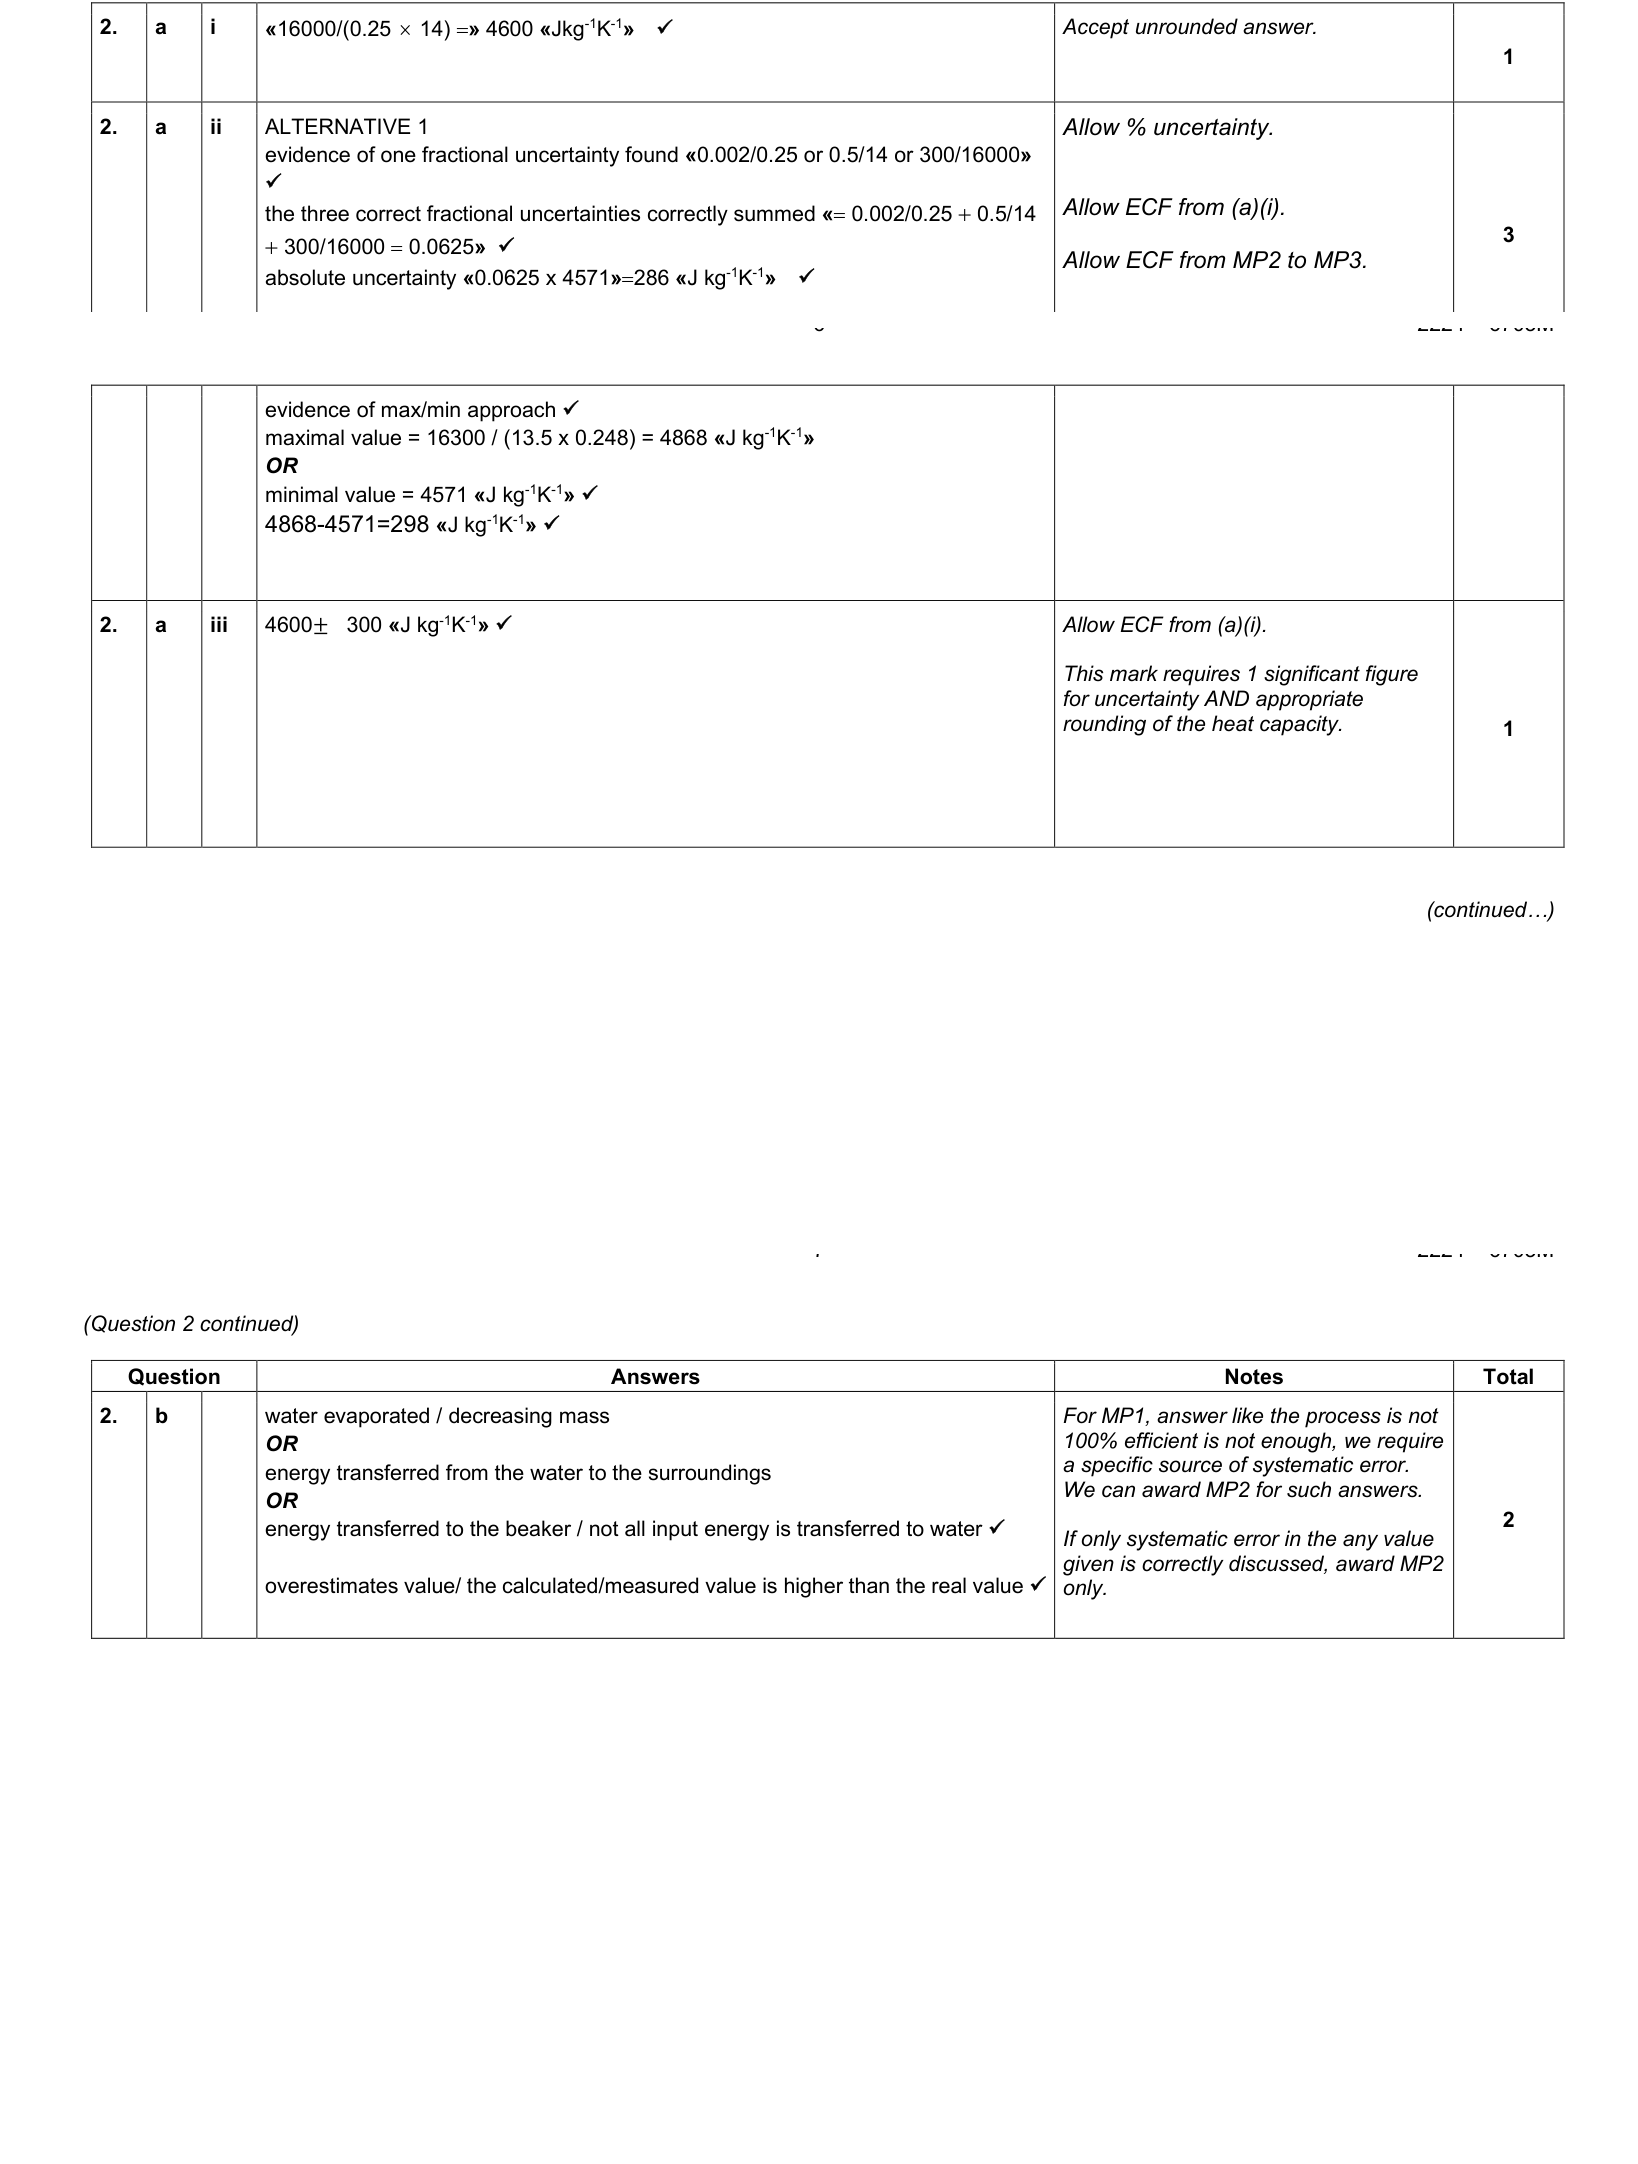 2. a i «16000/(0.25 × 14) =» 4600 «Jkg⁻¹K⁻¹» ✓ Accept unrounded answer. 1
2. a ii ALTERNATIVE 1
evidence of one fractional uncertainty found «0.002/0.25 or 0.5/14 or 300/16000»
✓
the three correct fractional uncertainties correctly summed «= 0.002/0.25 + 0.5/14
+ 300/16000 = 0.0625» ✓
absolute uncertainty «0.0625 x 4571»=286 «J kg⁻¹K⁻¹» ✓
Allow % uncertainty.
Allow ECF from (a)(i).
Allow ECF from MP2 to MP3.
3
evidence of max/min approach ✓
maximal value = 16300 / (13.5 x 0.248) = 4868 «J kg⁻¹K⁻¹»
OR
minimal value = 4571 «J kg⁻¹K⁻¹» ✓
4868-4571=298 «J kg⁻¹K⁻¹» ✓
2. a iii 4600± 300 «J kg⁻¹K⁻¹» ✓
Allow ECF from (a)(i).
This mark requires 1 significant figure
for uncertainty AND appropriate
rounding of the heat capacity.
1
(continued…)
(Question 2 continued)
Question Answers Notes Total
2. b water evaporated / decreasing mass
OR
energy transferred from the water to the surroundings
OR
energy transferred to the beaker / not all input energy is transferred to water ✓
overestimates value/ the calculated/measured value is higher than the real value ✓
For MP1, answer like the process is not
100% efficient is not enough, we require
a specific source of systematic error.
We can award MP2 for such answers.
If only systematic error in the any value
given is correctly discussed, award MP2
only.
2